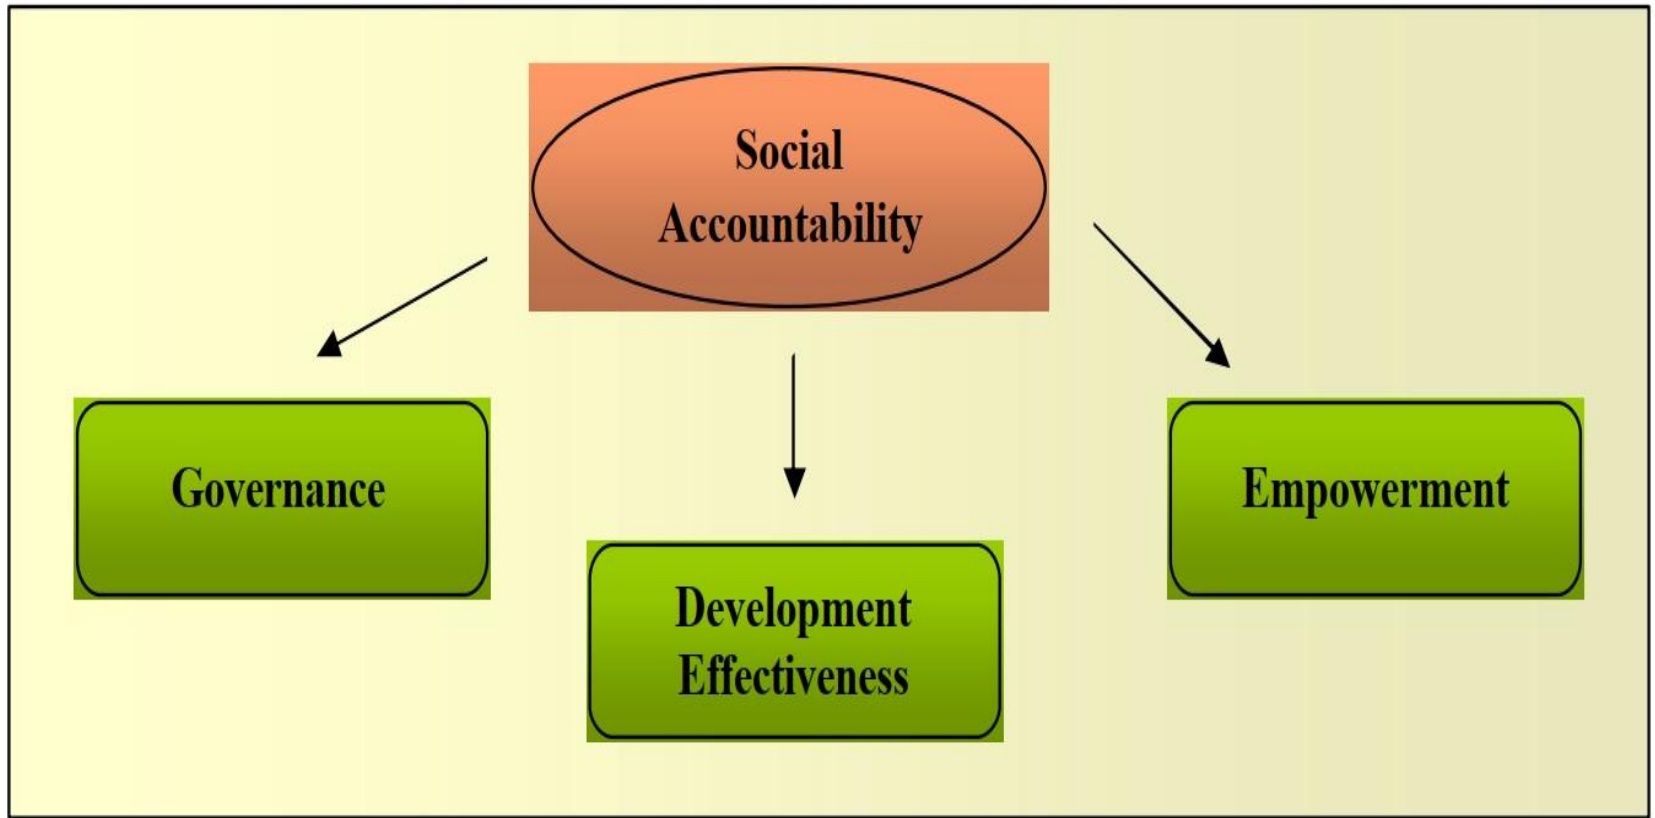 Social
Accountability
Governance
Empowerment
Development
Effectiveness